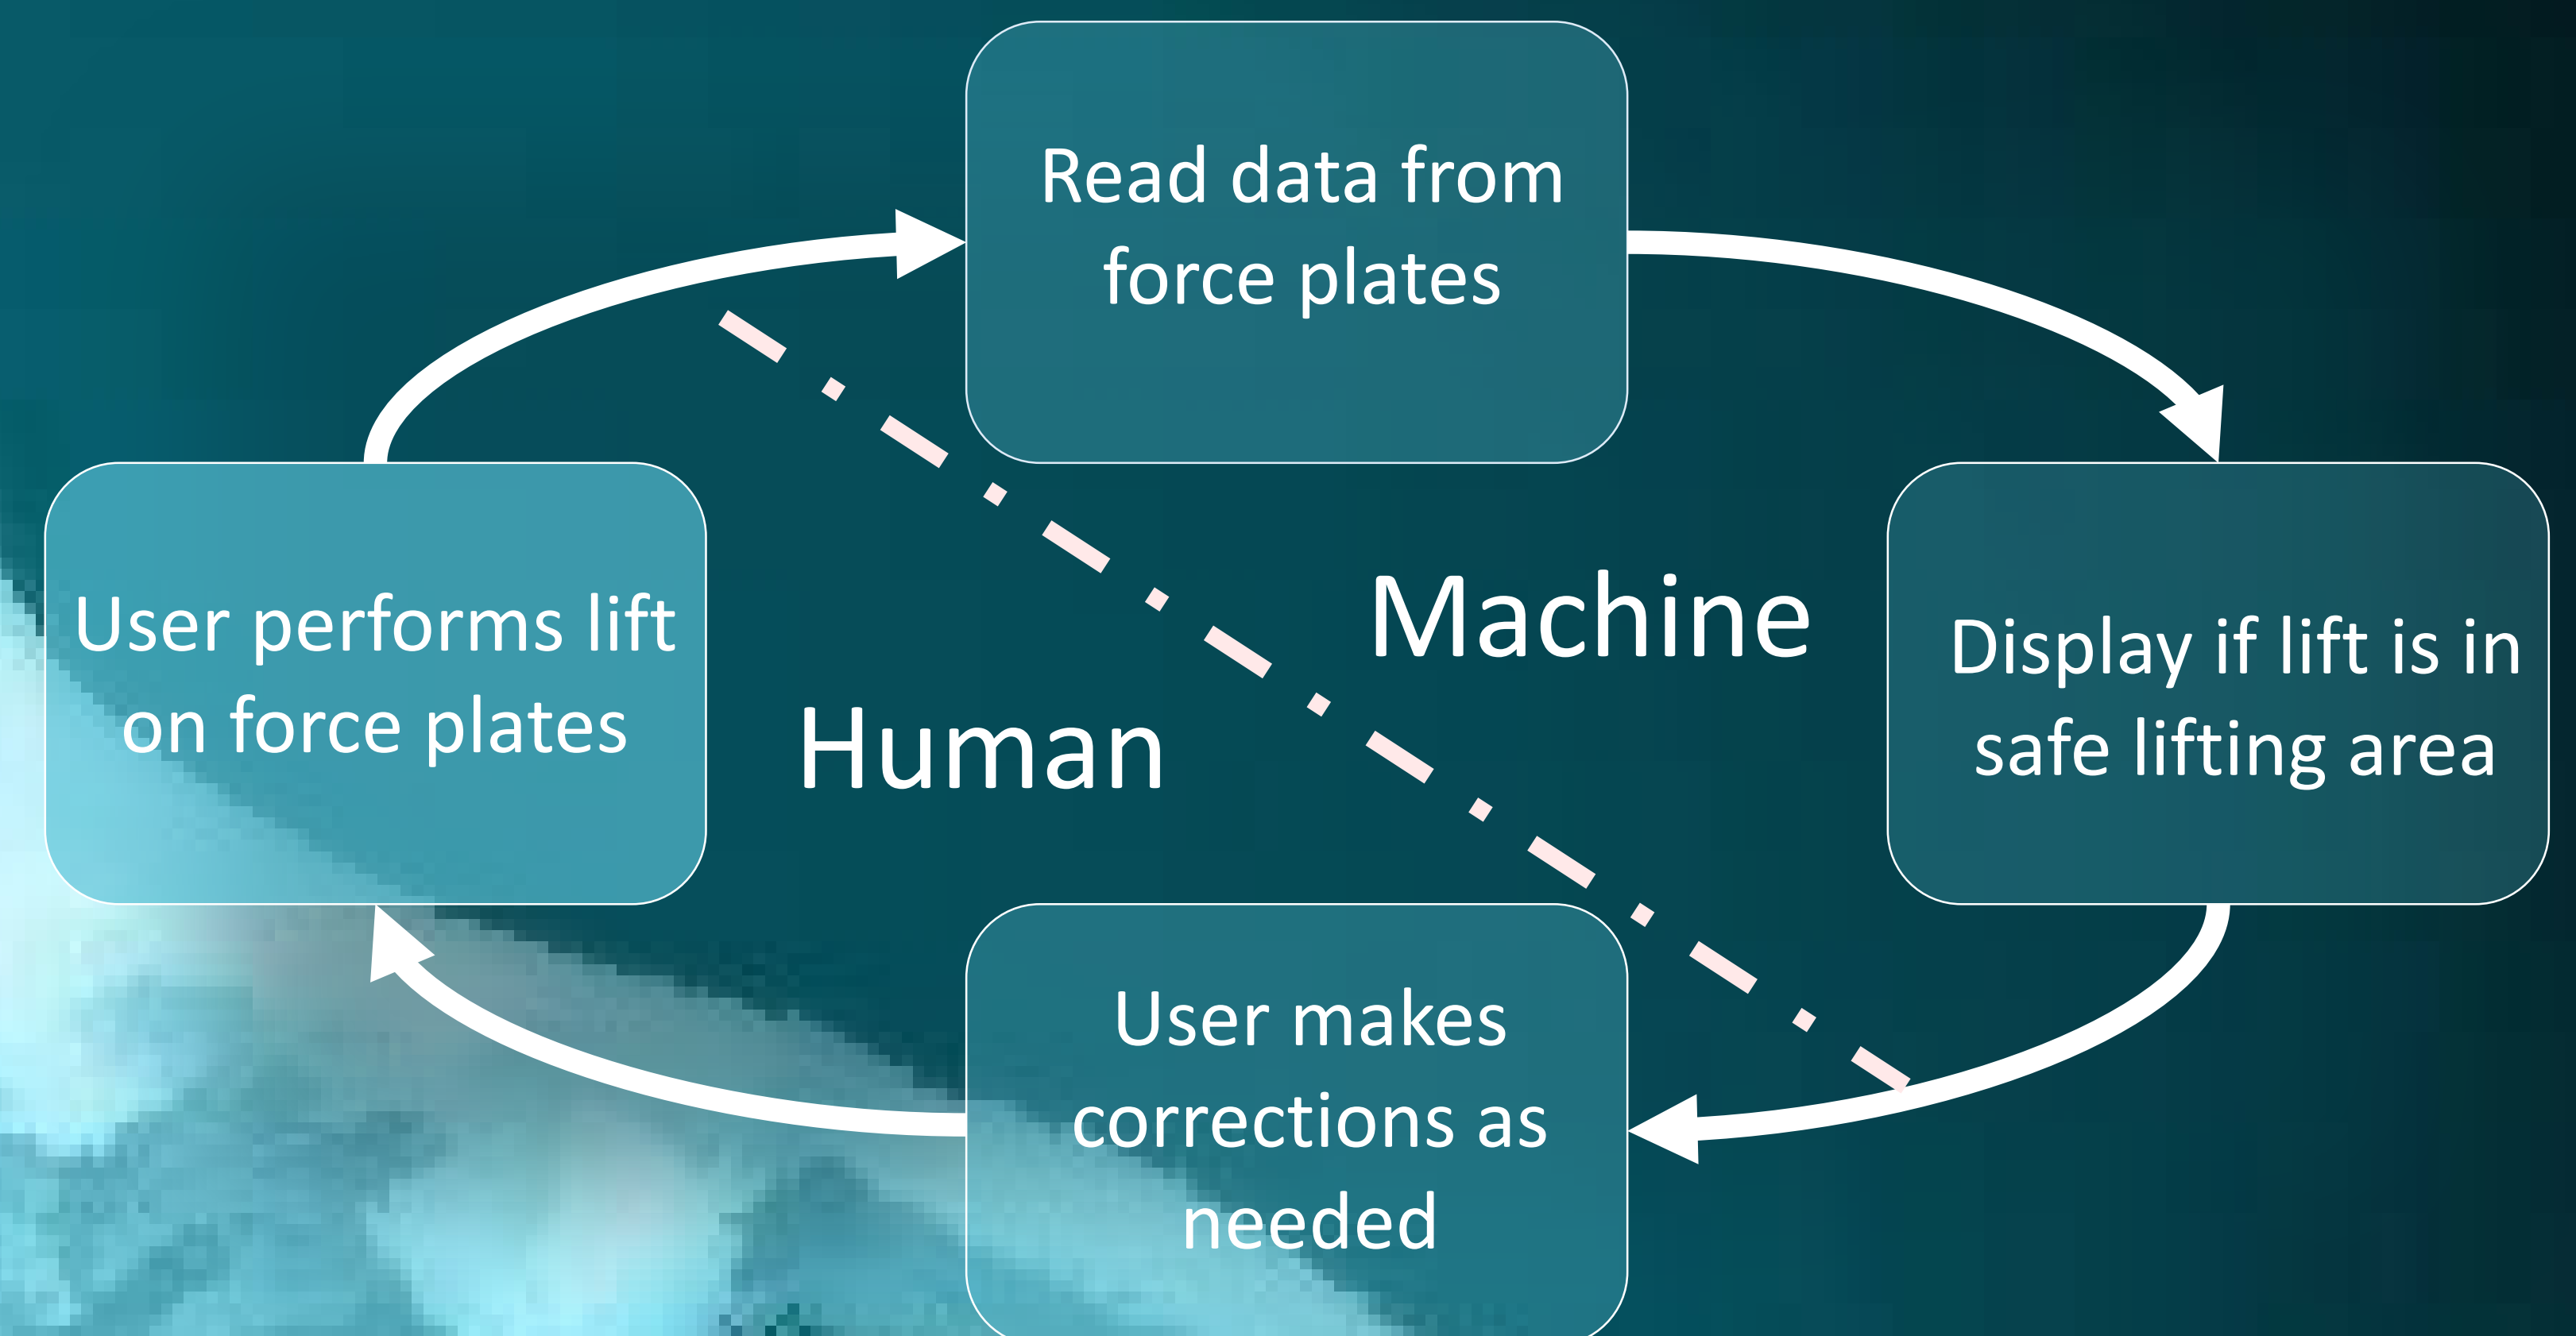 Read data from
force plates
User performs lift
on force plates
Machine
Human
Display if lift is in
safe lifting area
User makes
corrections as
needed